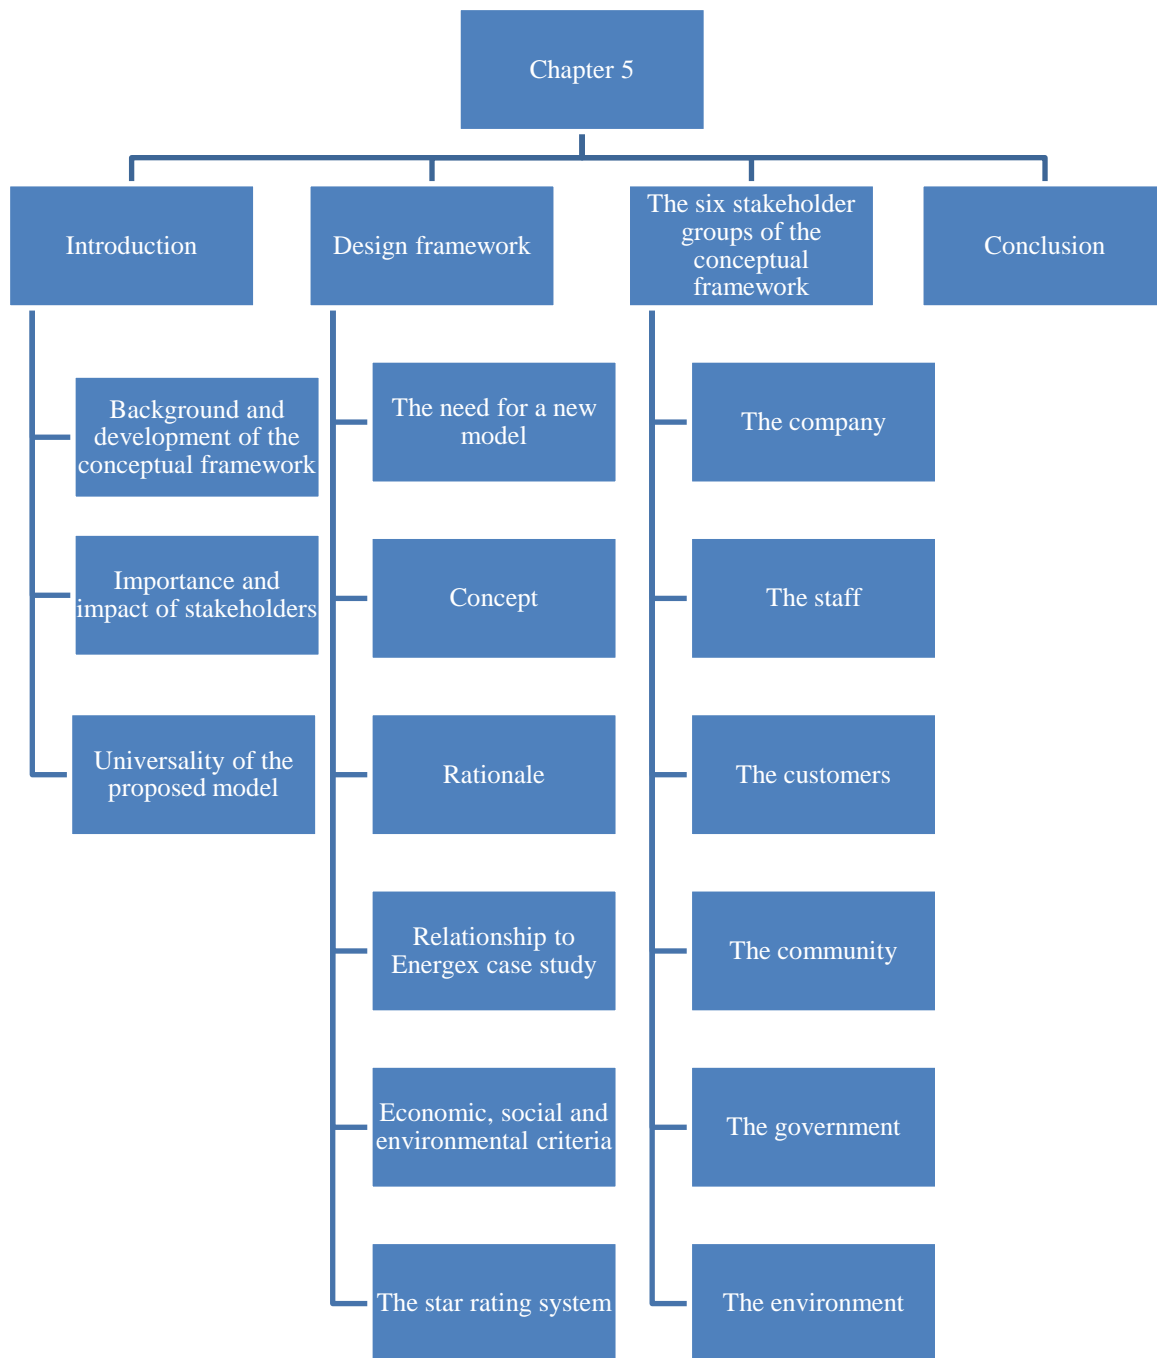 Chapter 5
Introduction
Design framework
The six stakeholder
groups of the
conceptual
framework
Conclusion
Background and
development of the
conceptual framework
Importance and
impact of stakeholders
Universality of the
proposed model
The need for a new
model
Concept
Rationale
Relationship to
Energex case study
Economic, social and
environmental criteria
The star rating system
The company
The staff
The customers
The community
The government
The environment